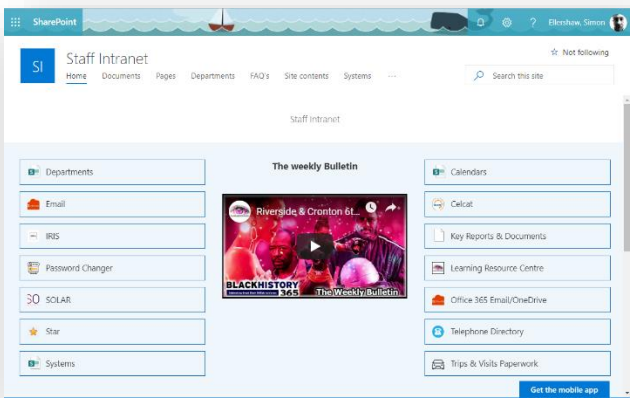 SharePoint
?
Ellershaw, Simon
SI
Staff Intranet
☆ Not following
Home Documents Pages Departments FAQ's Site contents Systems ...
Search this site
Staff Intranet
The weekly Bulletin
Departments
Email
IRIS
Password Changer
SOLAR
Star
Systems
Riverside & Cronton 6t...
BLACKHISTORY
365
The Weekly Bulletin
Calendars
Celcat
Key Reports & Documents
Learning Resource Centre
Office 365 Email/OneDrive
Telephone Directory
Trips & Visits Paperwork
Get the mobile app